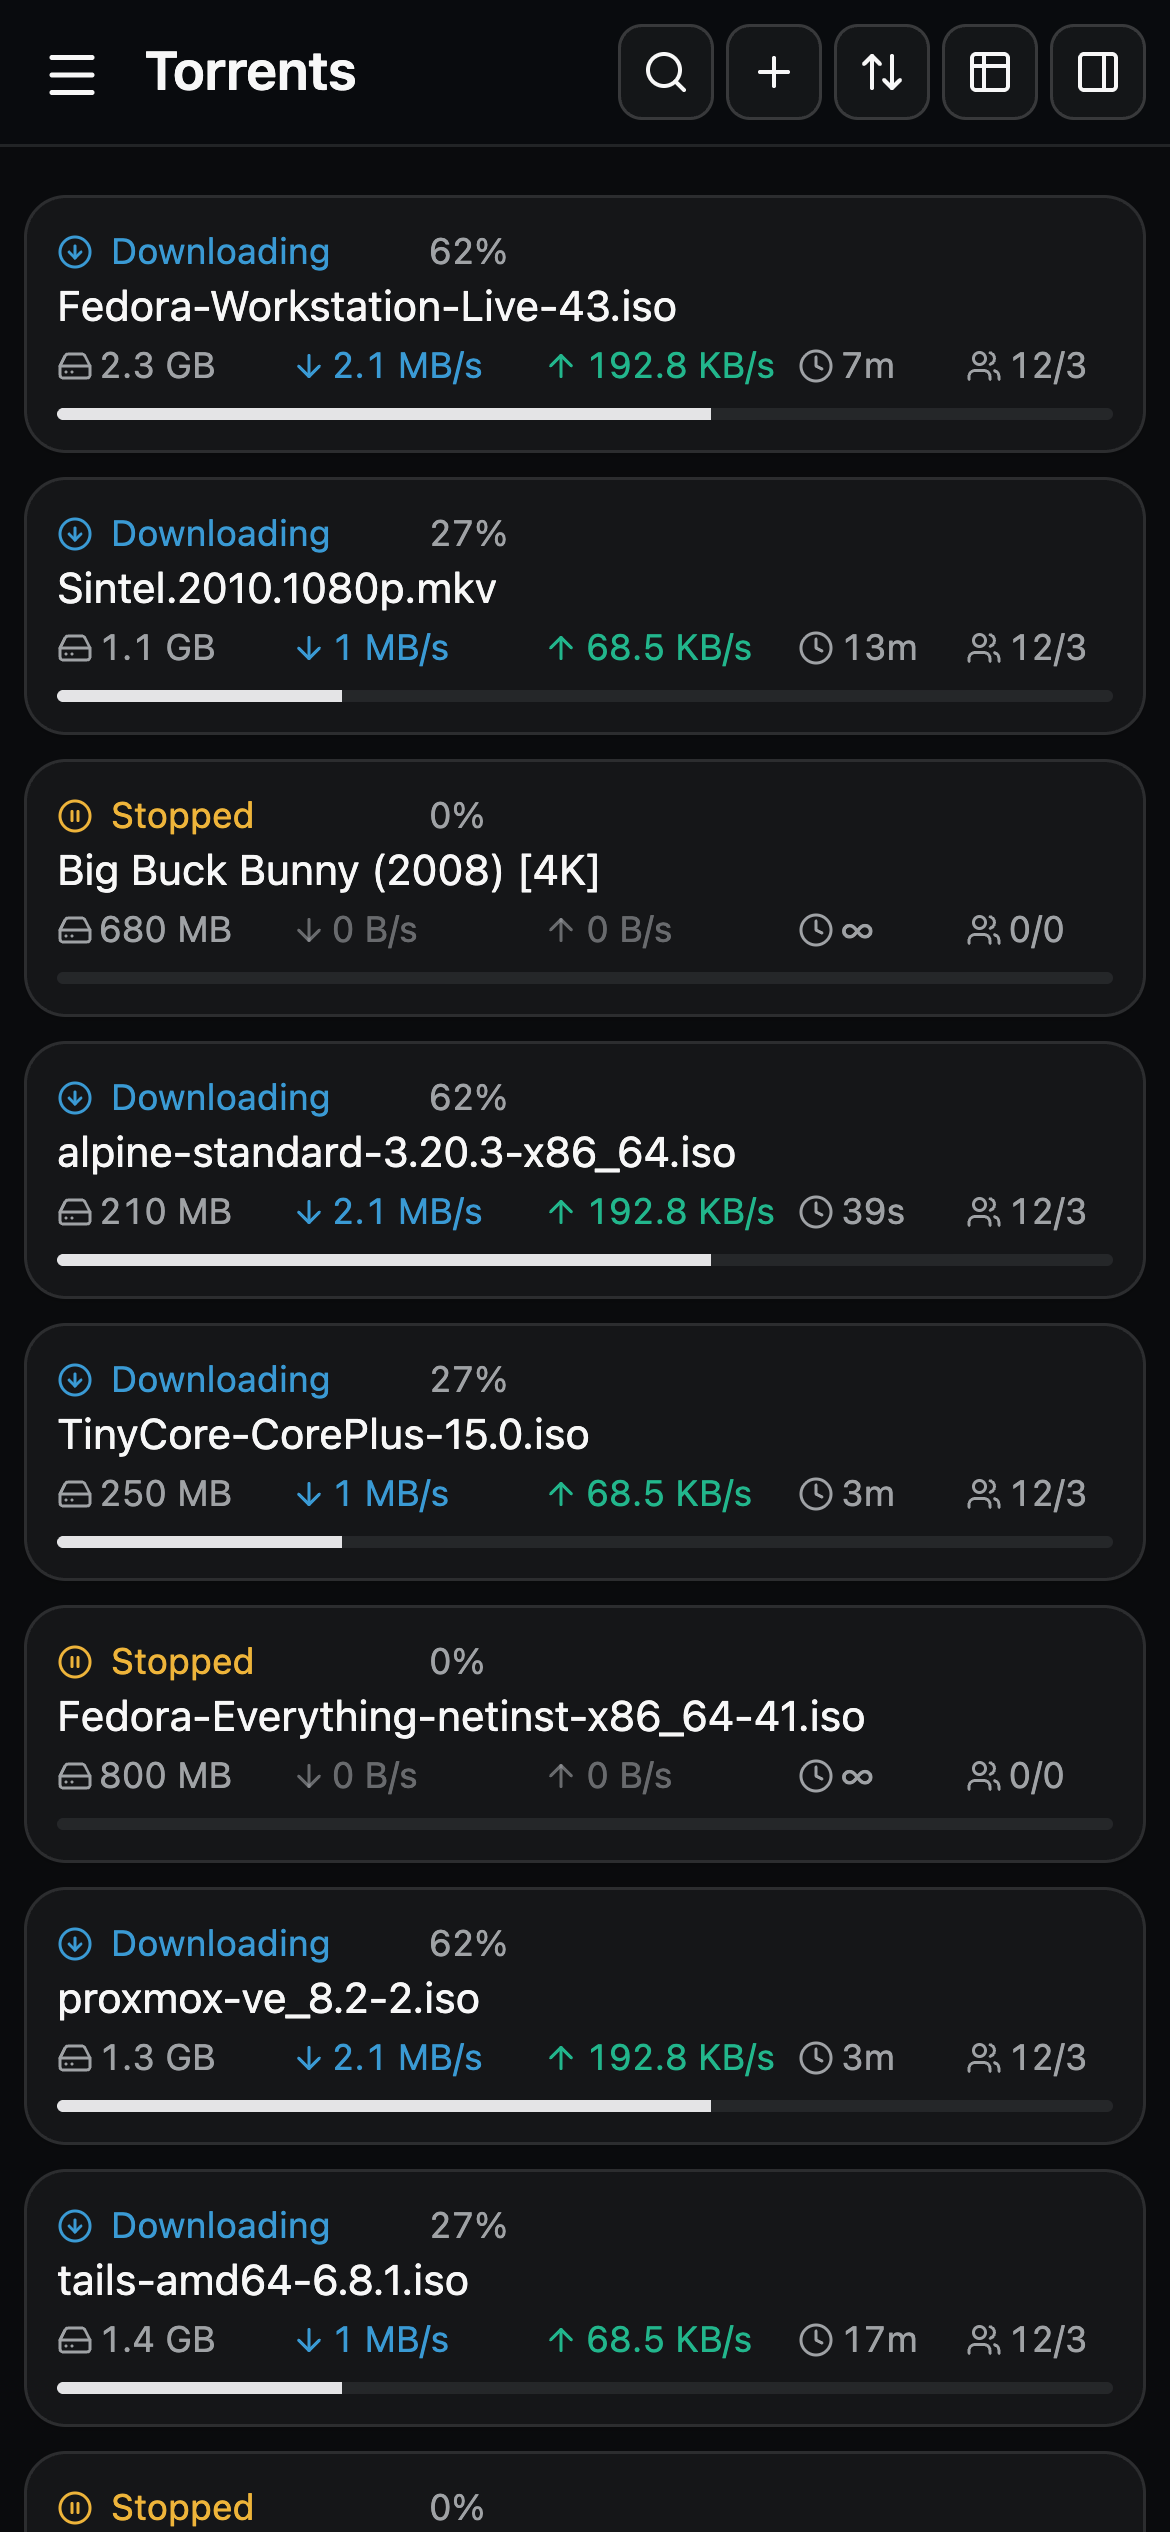 Torrents
Downloading 62%
Fedora-Workstation-Live-43.iso
2.3 GB 2.1 MB/s 192.8 KB/s 7m 12/3
Downloading 27%
Sintel.2010.1080p.mkv
1.1 GB 1 MB/s 68.5 KB/s 13m 12/3
Stopped 0%
Big Buck Bunny (2008) [4K]
680 MB 0 B/s 0 B/s ∞ 0/0
Downloading 62%
alpine-standard-3.20.3-x86_64.iso
210 MB 2.1 MB/s 192.8 KB/s 39s 12/3
Downloading 27%
TinyCore-CorePlus-15.0.iso
250 MB 1 MB/s 68.5 KB/s 3m 12/3
Stopped 0%
Fedora-Everything-netinst-x86_64-41.iso
800 MB 0 B/s 0 B/s ∞ 0/0
Downloading 62%
proxmox-ve_8.2-2.iso
1.3 GB 2.1 MB/s 192.8 KB/s 3m 12/3
Downloading 27%
tails-amd64-6.8.1.iso
1.4 GB 1 MB/s 68.5 KB/s 17m 12/3
Stopped 0%